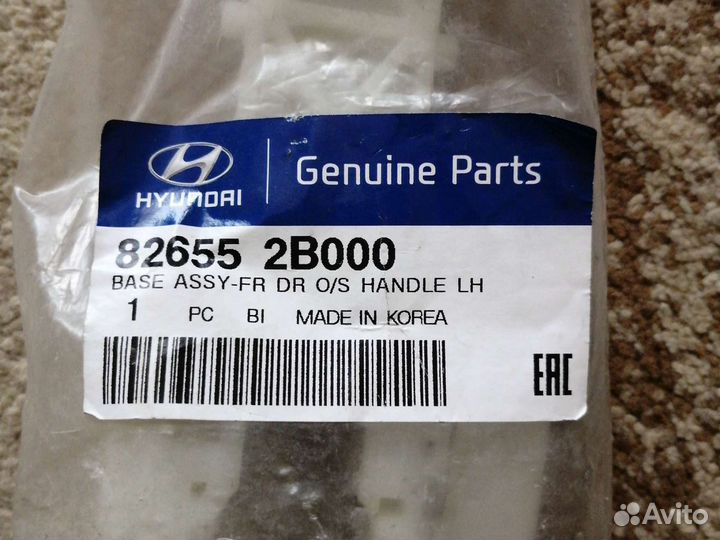 HYUNDAI
Genuine Parts
82655 2B000
BASE ASSY-FR DR O/S HANDLE LH
1 PC BI MADE IN KOREA
EAC
Avito